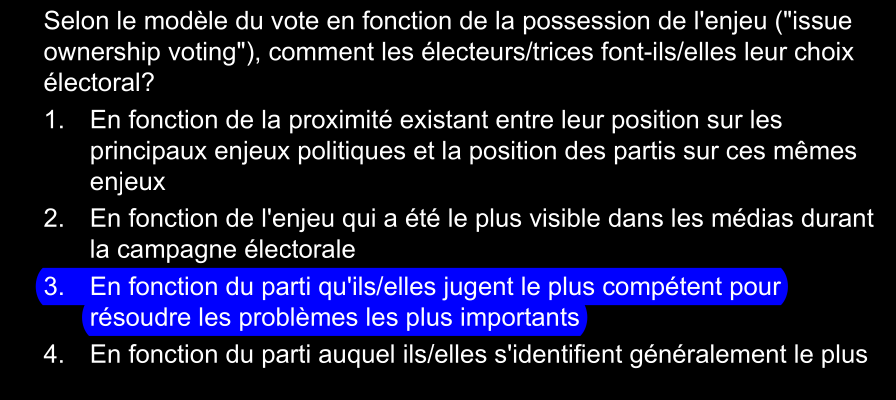 Selon le modèle du vote en fonction de la possession de l'enjeu ("issue
ownership voting"), comment les électeurs/trices font-ils/elles leur choix
électoral?
1. En fonction de la proximité existant entre leur position sur les
principaux enjeux politiques et la position des partis sur ces mêmes
enjeux
2. En fonction de l'enjeu qui a été le plus visible dans les médias durant
la campagne électorale
3. En fonction du parti qu'ils/elles jugent le plus compétent pour
résoudre les problèmes les plus importants
4. En fonction du parti auquel ils/elles s'identifient généralement le plus